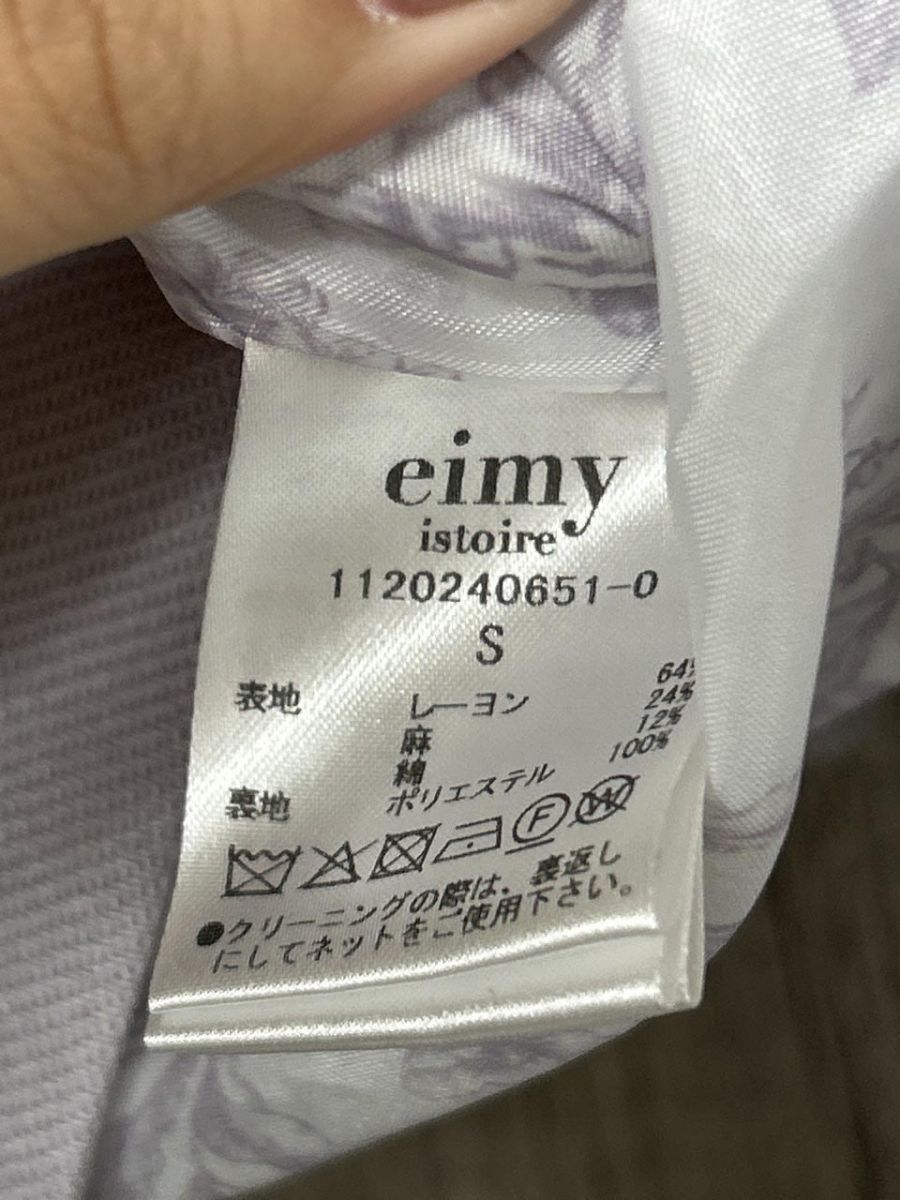 eimy
istoire
1120240651-0
S
表地 レーヨン 64%
麻 24%
綿 12%
裏地 ポリエステル 100%
F W
●クリーニングの際は、裏返し
にしてネットをご使用下さい。